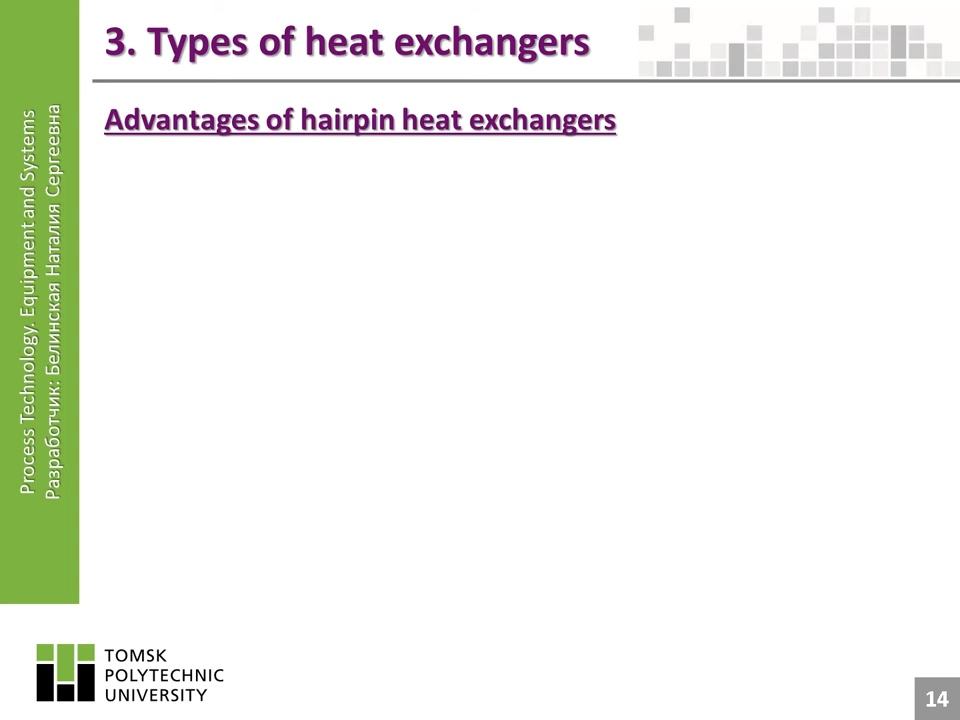 3. Types of heat exchangers
Advantages of hairpin heat exchangers
Process Technology. Equipment and Systems
Разработчик: Белинская Наталия Сергеевна
TOMSK
POLYTECHNIC
UNIVERSITY
14